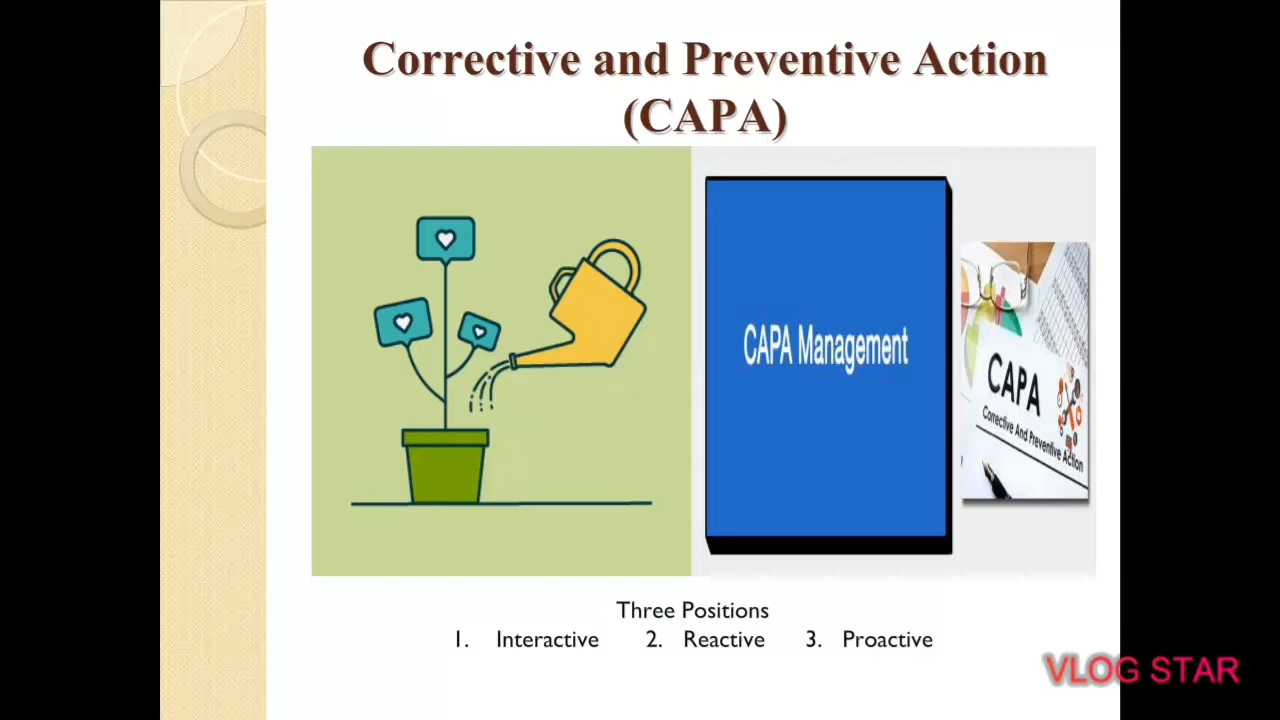 Corrective and Preventive Action
(CAPA)
CAPA Management
CAPA
Corrective And Preventive Action
Three Positions
1. Interactive 2. Reactive 3. Proactive
VLOG STAR